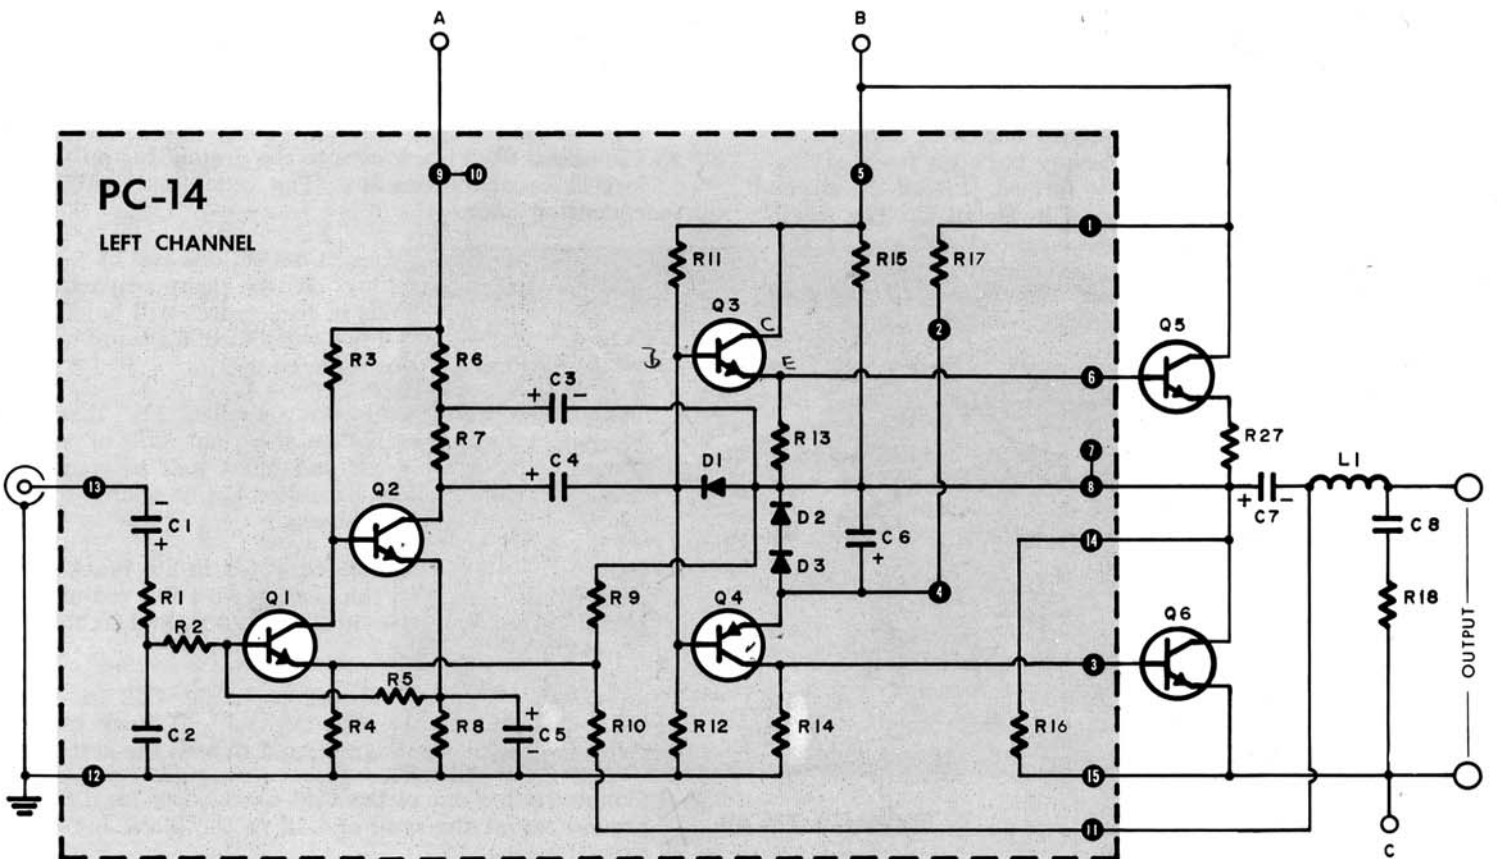 A
B
9
10
5
PC-14
LEFT CHANNEL
1
R11
R15
R17
Q3
C
2
Q5
R3
R6
B
E
6
C3
+
-
R7
R13
7
R27
C4
+
D1
8
L1
13
-
C1
+
Q2
D2
+
C7
-
C8
C6
+
14
D3
R1
Q1
R9
Q4
4
Q6
R18
R2
OUTPUT
3
R5
C2
R4
R8
+
C5
-
R10
R12
R14
R16
12
15
11
C